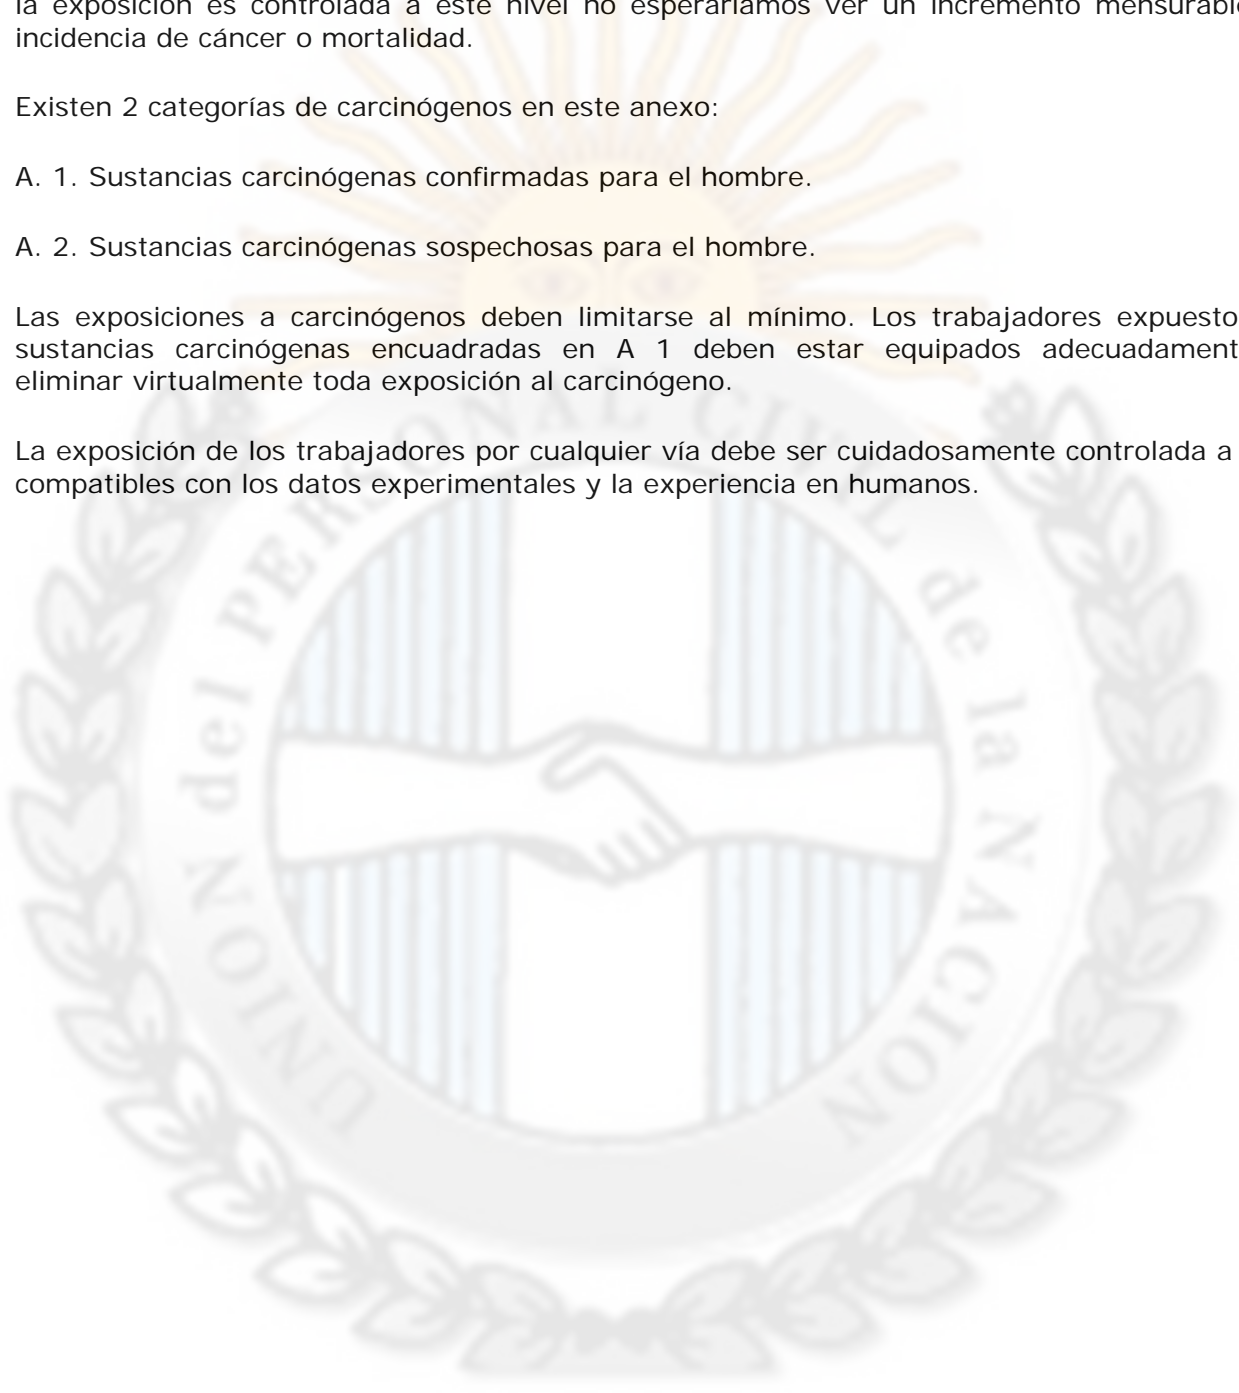 la exposición es controlada a este nivel no esperaríamos ver un incremento mensurable
incidencia de cáncer o mortalidad.
Existen 2 categorías de carcinógenos en este anexo:
A. 1. Sustancias carcinógenas confirmadas para el hombre.
A. 2. Sustancias carcinógenas sospechosas para el hombre.
Las exposiciones a carcinógenos deben limitarse al mínimo. Los trabajadores expuesto
sustancias carcinógenas encuadradas en A 1 deben estar equipados adecuadament
eliminar virtualmente toda exposición al carcinógeno.
La exposición de los trabajadores por cualquier vía debe ser cuidadosamente controlada a
compatibles con los datos experimentales y la experiencia en humanos.
UNION del PERSONAL CIVIL de la NACION